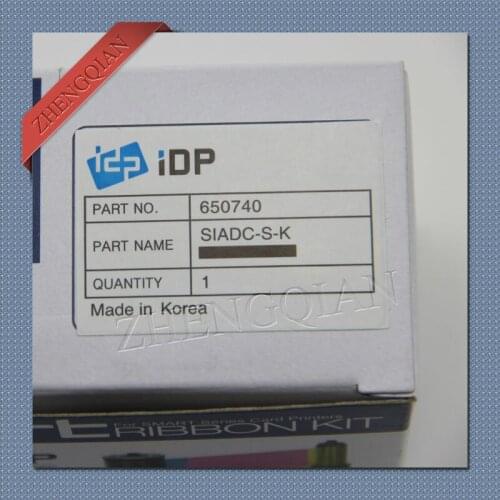 ZHENGQIAN
iDP
PART NO. 650740
PART NAME SIADC-S-K
QUANTITY 1
Made in Korea
ZHENGQIAN
For SMART Series Card Printers
RIBBON KIT